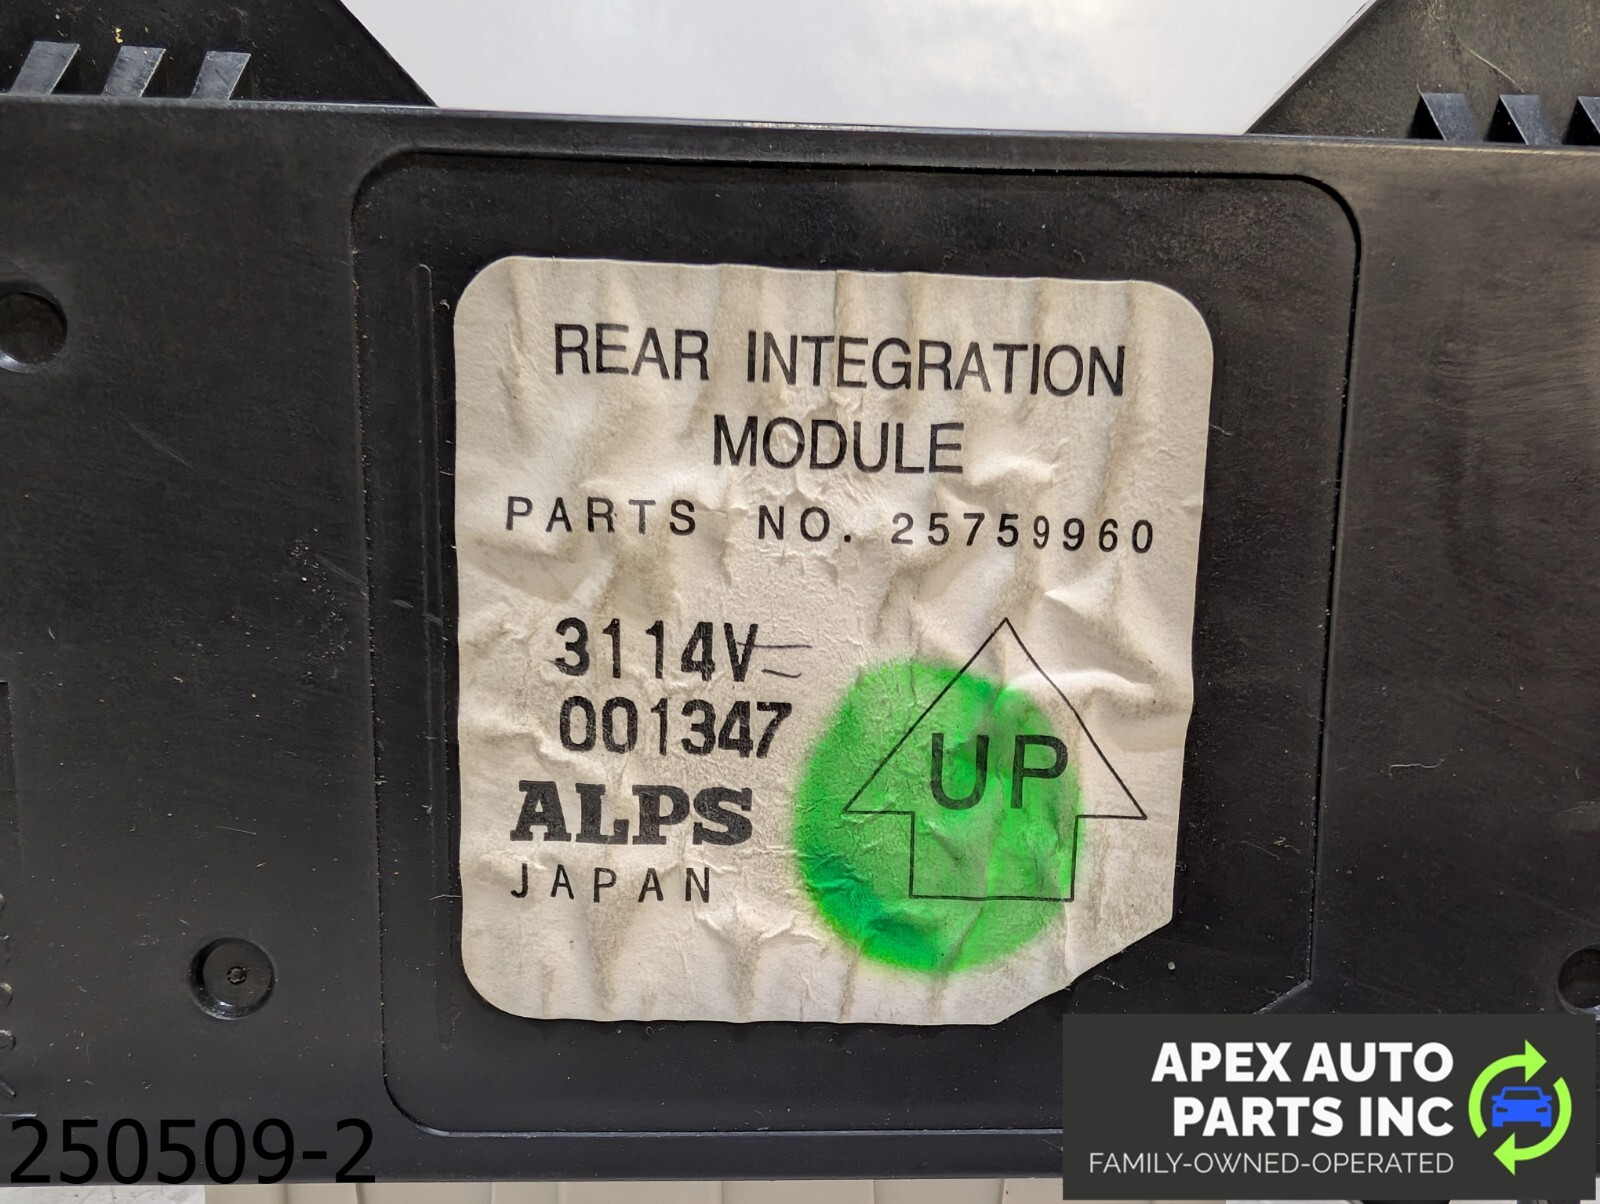 REAR INTEGRATION
MODULE
PARTS NO. 25759960
3114V
001347
UP
ALPS
JAPAN
APEX AUTO
PARTS INC
FAMILY-OWNED-OPERATED
250509-2